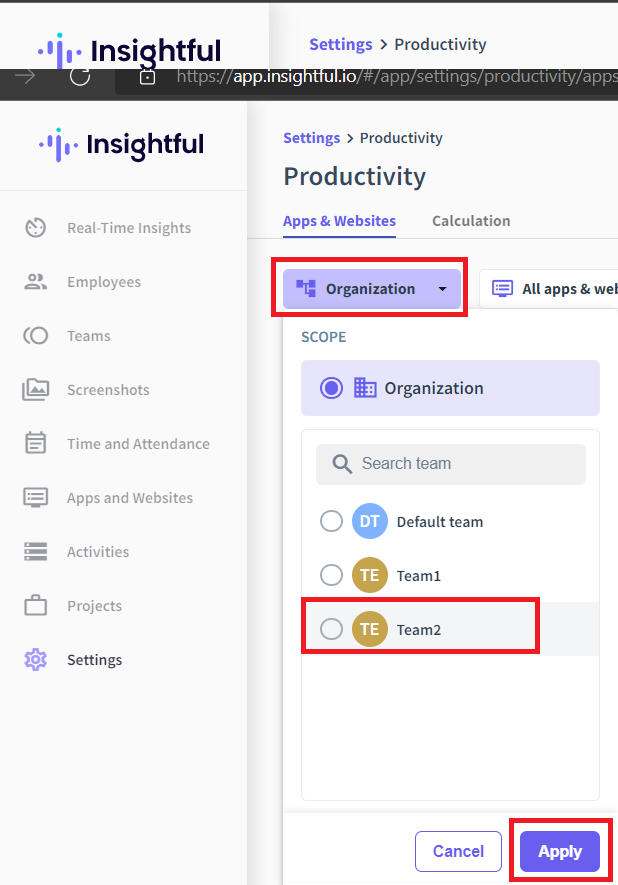 Insightful
Settings > Productivity
https://app.insightful.io/#/app/settings/productivity/apps
Insightful
Settings > Productivity
Productivity
Apps & Websites Calculation
Real-Time Insights
Employees
Teams
Screenshots
Time and Attendance
Apps and Websites
Activities
Projects
Settings
Organization
All apps & web
SCOPE
Organization
Search team
DT Default team
TE Team1
TE Team2
Cancel
Apply